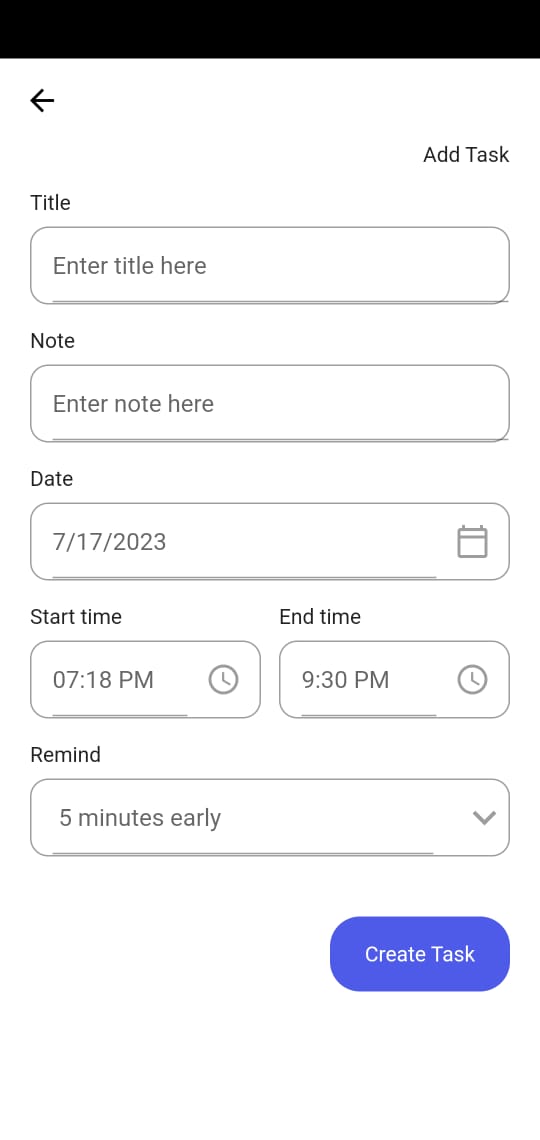 Add Task
Title
Enter title here
Note
Enter note here
Date
7/17/2023
Start time End time
07:18 PM 9:30 PM
Remind
5 minutes early
Create Task